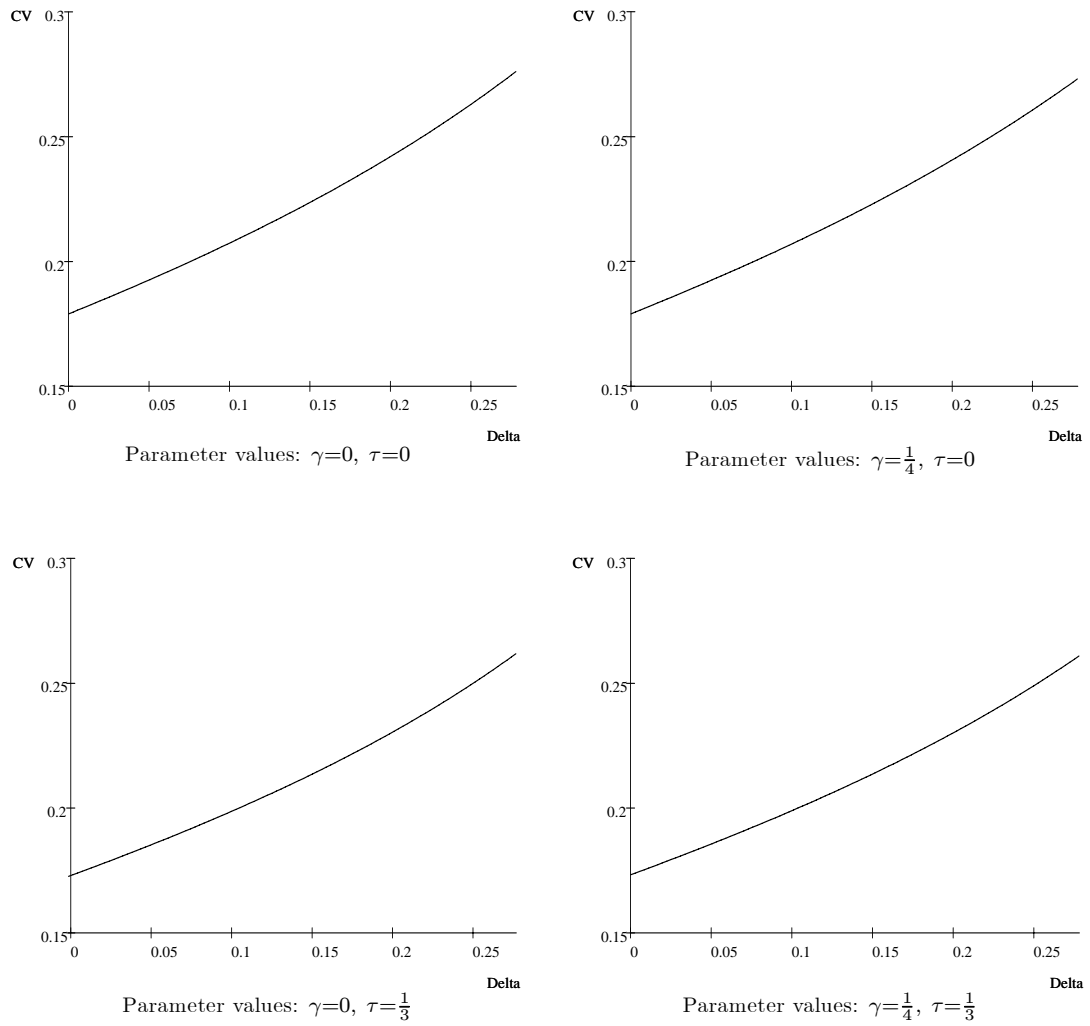 CV 0.3
0.25
0.2
0.15
0 0.05 0.1 0.15 0.2 0.25
Delta
Parameter values: γ=0, τ=0
CV 0.3
0.25
0.2
0.15
0 0.05 0.1 0.15 0.2 0.25
Delta
Parameter values: γ=1/4, τ=0
CV 0.3
0.25
0.2
0.15
0 0.05 0.1 0.15 0.2 0.25
Delta
Parameter values: γ=0, τ=1/3
CV 0.3
0.25
0.2
0.15
0 0.05 0.1 0.15 0.2 0.25
Delta
Parameter values: γ=1/4, τ=1/3